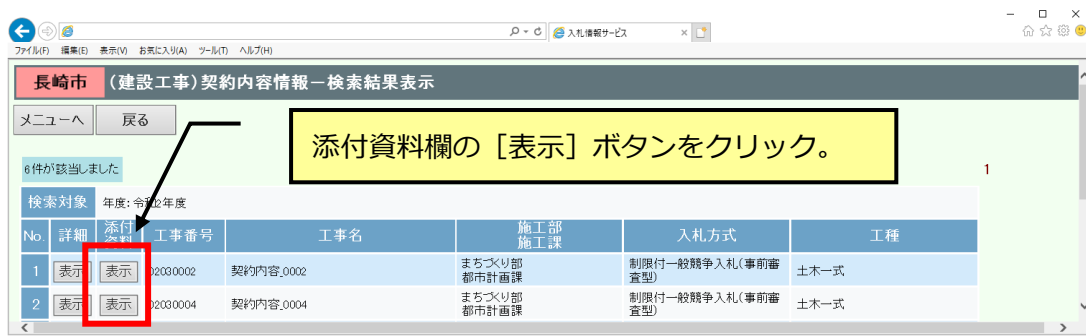 入札情報サービス
ファイル(F) 編集(E) 表示(V) お気に入り(A) ツール(T) ヘルプ(H)
長崎市 (建設工事)契約内容情報－検索結果表示
メニューへ 戻る
添付資料欄の［表示］ボタンをクリック。
6件が該当しました
1
検索対象 年度:令和2年度
No. 詳細 添付資料 工事番号 工事名 施工部 施工課 入札方式 工種
1 表示 表示 02030002 契約内容_0002 まちづくり部 都市計画課 制限付一般競争入札(事前審査型) 土木一式
2 表示 表示 02030004 契約内容_0004 まちづくり部 都市計画課 制限付一般競争入札(事前審査型) 土木一式